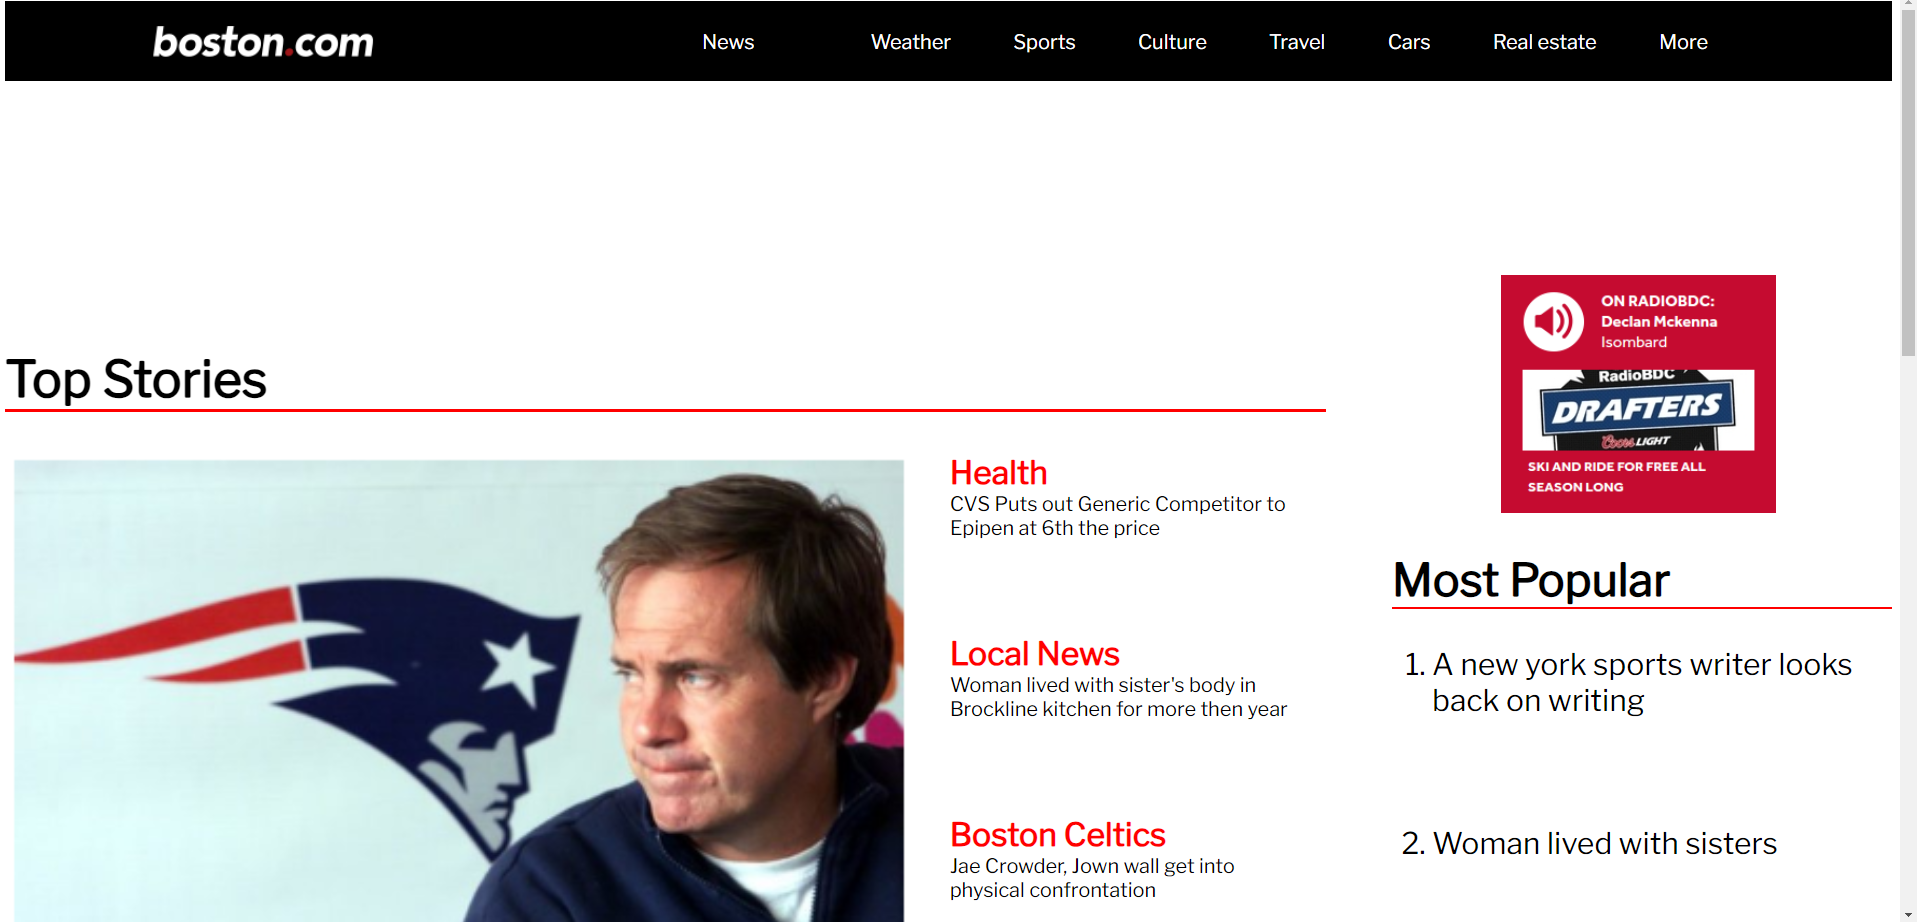 boston.com
News
Weather
Sports
Culture
Travel
Cars
Real estate
More
Top Stories
Health
CVS Puts out Generic Competitor to
Epipen at 6th the price
Local News
Woman lived with sister's body in
Brockline kitchen for more then year
Boston Celtics
Jae Crowder, Jown wall get into
physical confrontation
ON RADIOBDC:
Declan Mckenna
Isombard
RadioBDC
DRAFTERS
Coors LIGHT
SKI AND RIDE FOR FREE ALL
SEASON LONG
Most Popular
1. A new york sports writer looks
back on writing
2. Woman lived with sisters